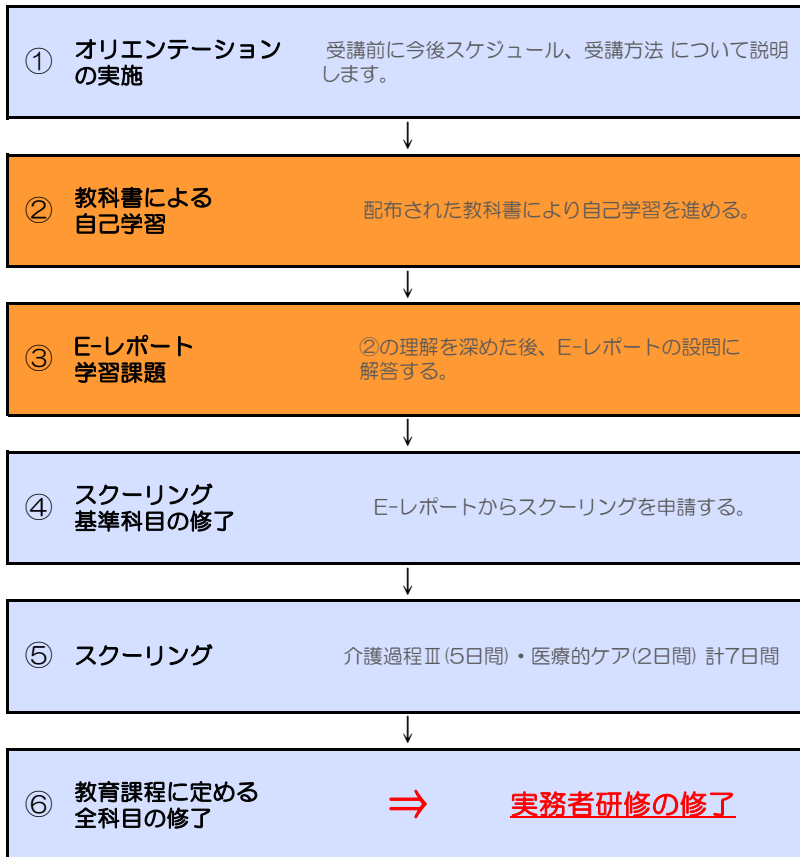 ① オリエンテーション 受講前に今後スケジュール、受講方法 について説明
の実施 します。
↓
② 教科書による
自己学習 配布された教科書により自己学習を進める。
↓
③ E-レポート ②の理解を深めた後、E-レポートの設問に
学習課題 解答する。
↓
④ スクーリング
基準科目の修了 E-レポートからスクーリングを申請する。
↓
⑤ スクーリング 介護過程Ⅲ(5日間)・医療的ケア(2日間) 計7日間
↓
⑥ 教育課程に定める
全科目の修了 ⇒ 実務者研修の修了